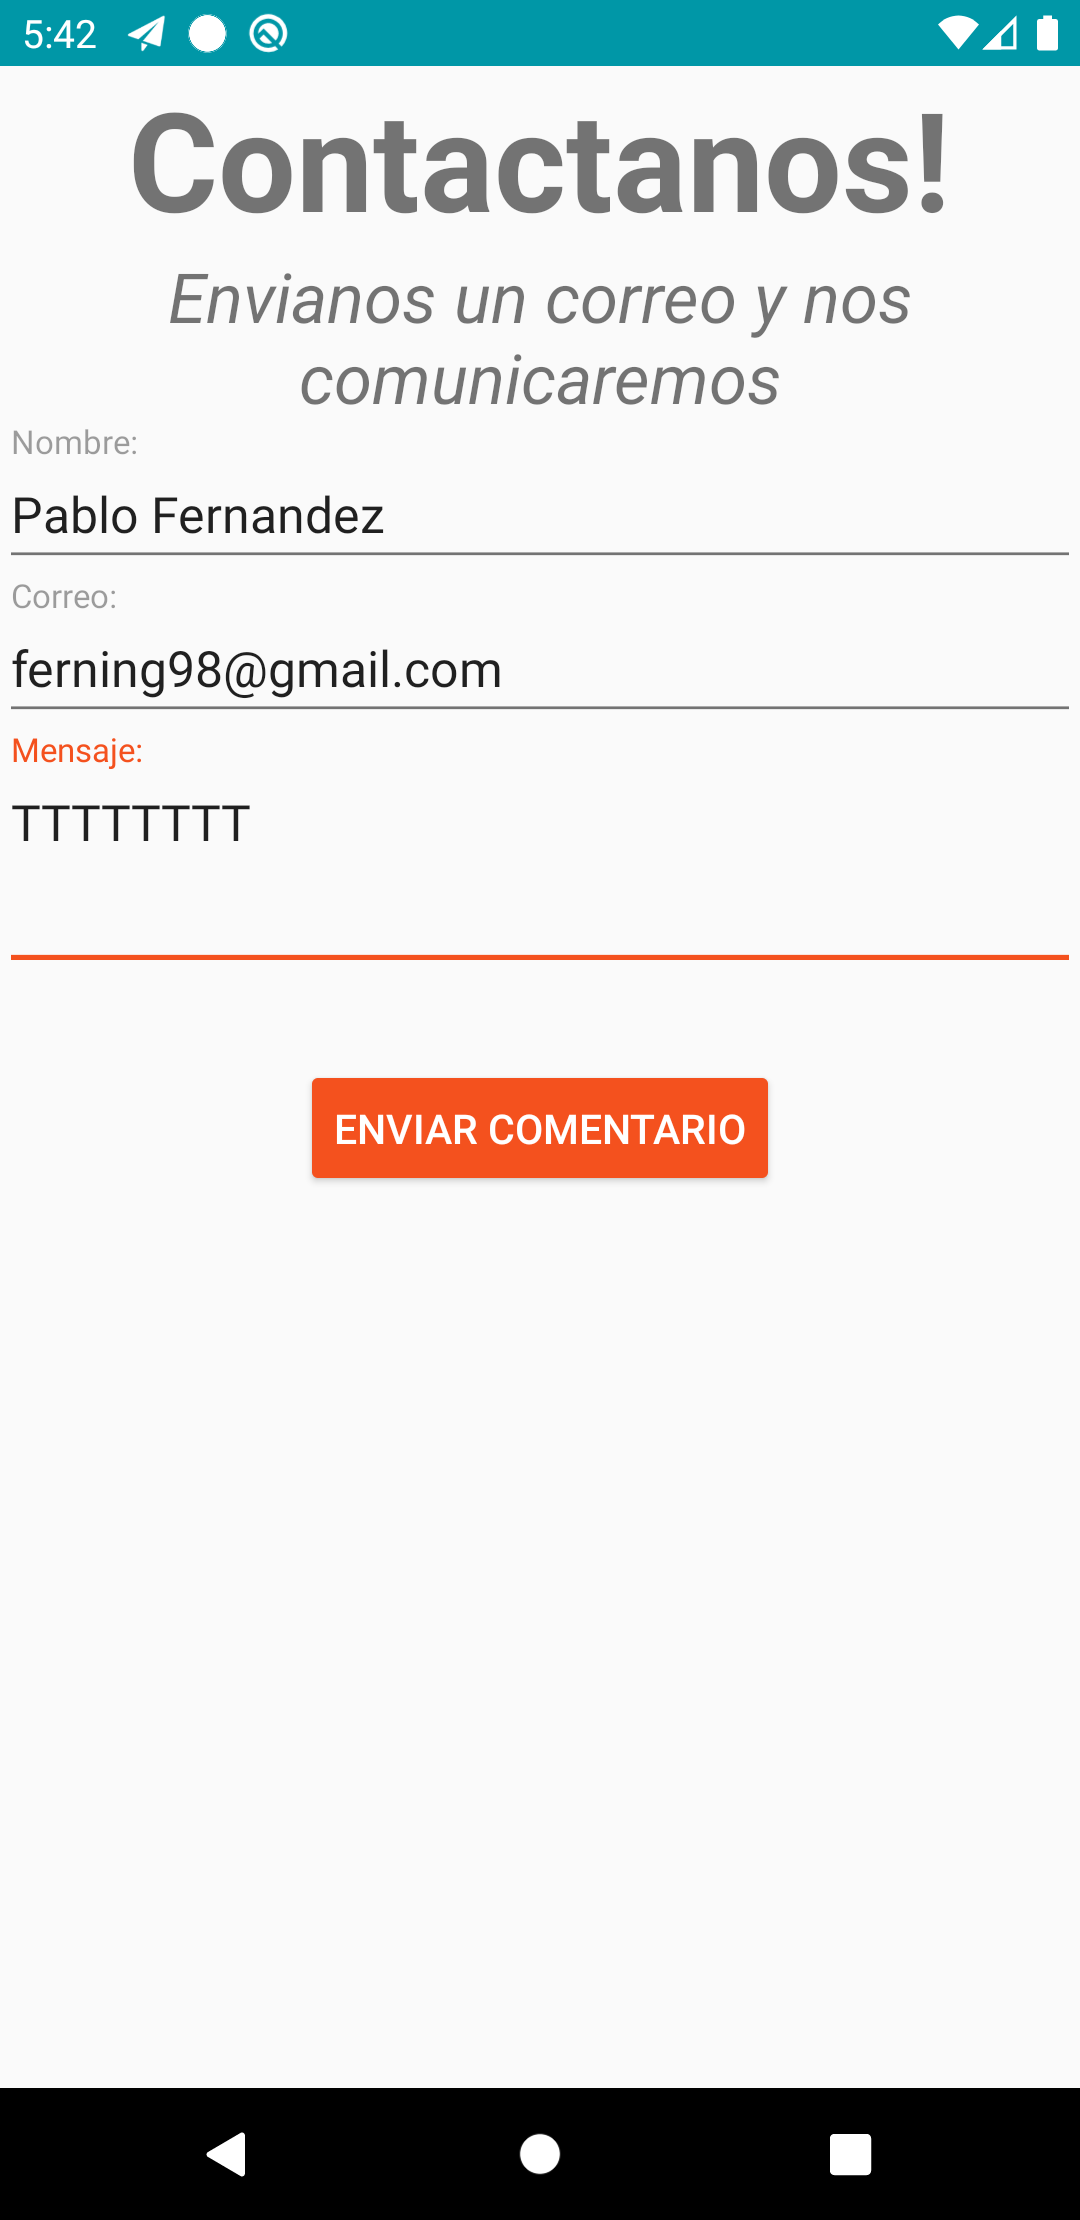 5:42
Contactanos!
Envianos un correo y nos
comunicaremos
Nombre:
Pablo Fernandez
Correo:
ferning98@gmail.com
Mensaje:
TTTTTTTT
ENVIAR COMENTARIO